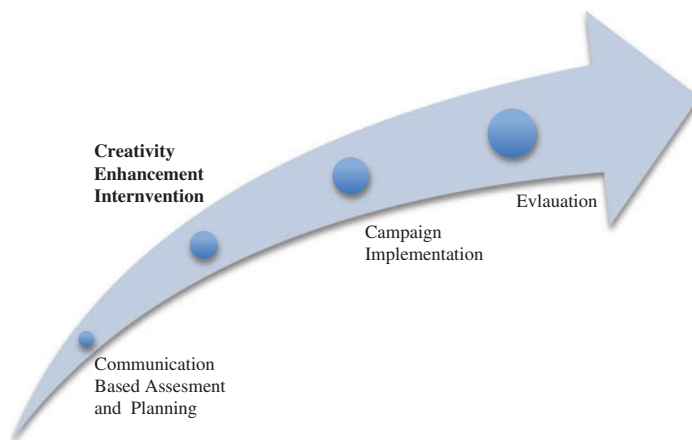 Creativity
Enhancement
Internvention
Evlauation
Campaign
Implementation
Communication
Based Assesment
and Planning